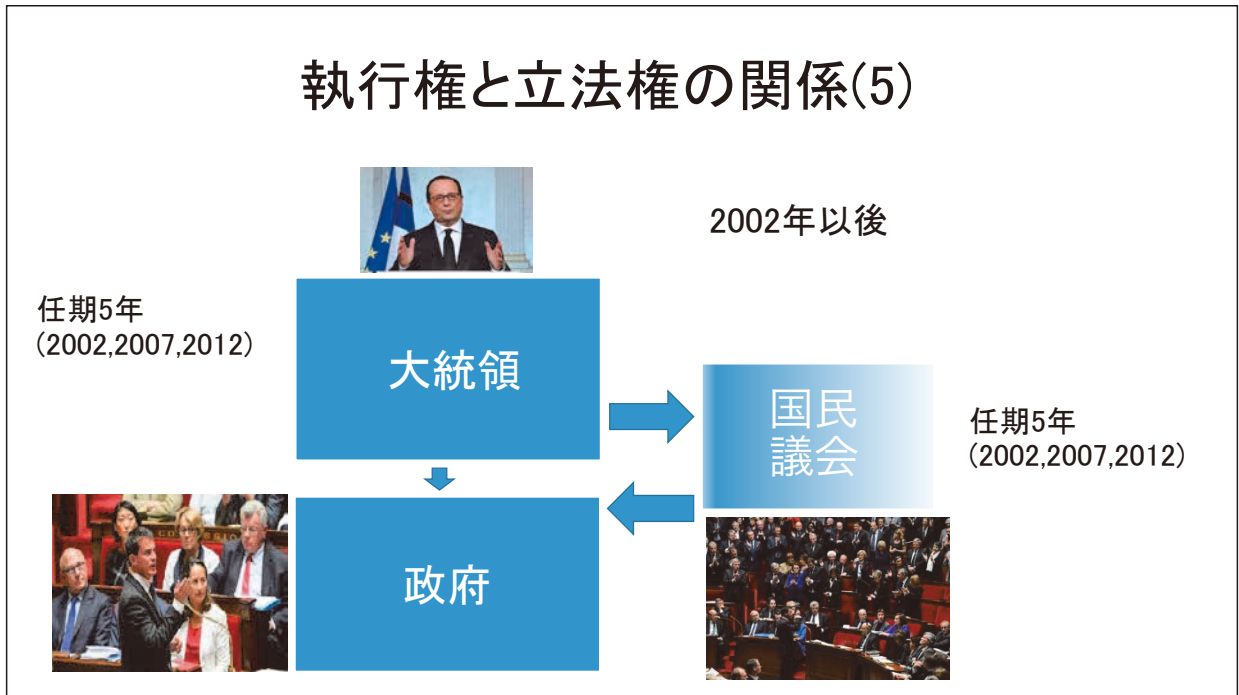 執行権と立法権の関係(5)
2002年以後
任期5年
(2002,2007,2012)
大統領
国民
議会
任期5年
(2002,2007,2012)
政府